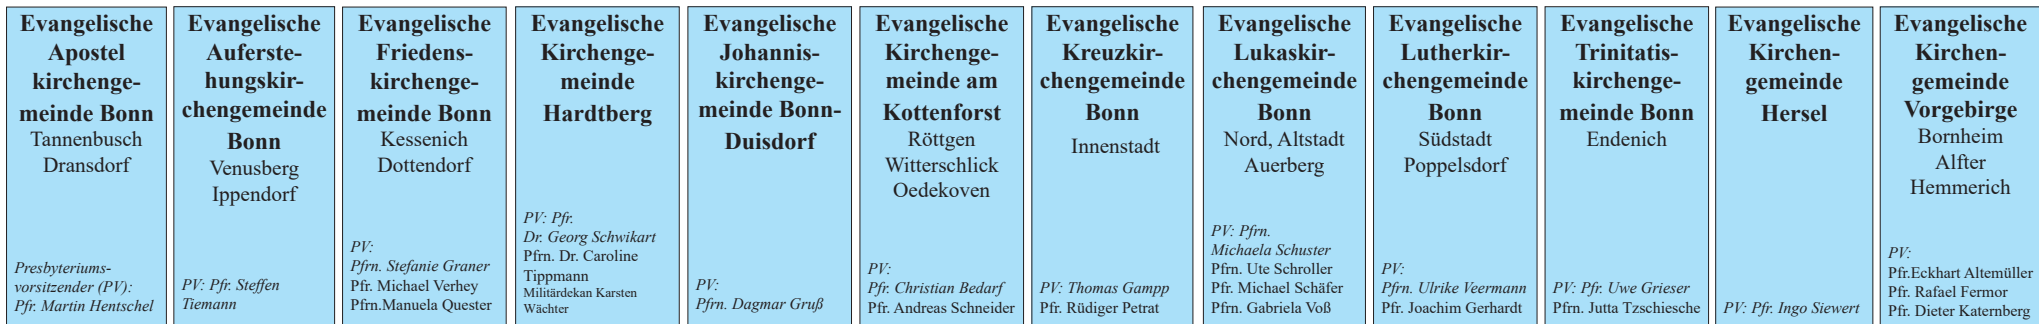 Evangelische
Apostel
kirchenge-
meinde Bonn
Tannenbusch
Dransdorf
Presbyteriums-
vorsitzender (PV):
Pfr. Martin Hentschel
Evangelische
Auferste-
hungskir-
chengemeinde
Bonn
Venusberg
Ippendorf
PV: Pfr. Steffen
Tiemann
Evangelische
Friedens-
kirchenge-
meinde Bonn
Kessenich
Dottendorf
PV:
Pfrn. Stefanie Graner
Pfr. Michael Verhey
Pfrn.Manuela Quester
Evangelische
Kirchenge-
meinde
Hardtberg
PV: Pfr.
Dr. Georg Schwikart
Pfrn. Dr. Caroline
Tippmann
Militärdekan Karsten
Wächter
Evangelische
Johannis-
kirchenge-
meinde Bonn-
Duisdorf
PV:
Pfrn. Dagmar Gruß
Evangelische
Kirchenge-
meinde am
Kottenforst
Röttgen
Witterschlick
Oedekoven
PV:
Pfr. Christian Bedarf
Pfr. Andreas Schneider
Evangelische
Kreuzkir-
chengemeinde
Bonn
Innenstadt
PV: Thomas Gampp
Pfr. Rüdiger Petrat
Evangelische
Lukaskir-
chengemeinde
Bonn
Nord, Altstadt
Auerberg
PV: Pfrn.
Michaela Schuster
Pfrn. Ute Schroller
Pfr. Michael Schäfer
Pfrn. Gabriela Voß
Evangelische
Lutherkir-
chengemeinde
Bonn
Südstadt
Poppelsdorf
PV:
Pfrn. Ulrike Veermann
Pfr. Joachim Gerhardt
Evangelische
Trinitatis-
kirchenge-
meinde Bonn
Endenich
PV: Pfr. Uwe Grieser
Pfrn. Jutta Tzschiesche
Evangelische
Kirchen-
gemeinde
Hersel
PV: Pfr. Ingo Siewert
Evangelische
Kirchen-
gemeinde
Vorgebirge
Bornheim
Alfter
Hemmerich
PV:
Pfr.Eckhart Altemüller
Pfr. Rafael Fermor
Pfr. Dieter Katernberg